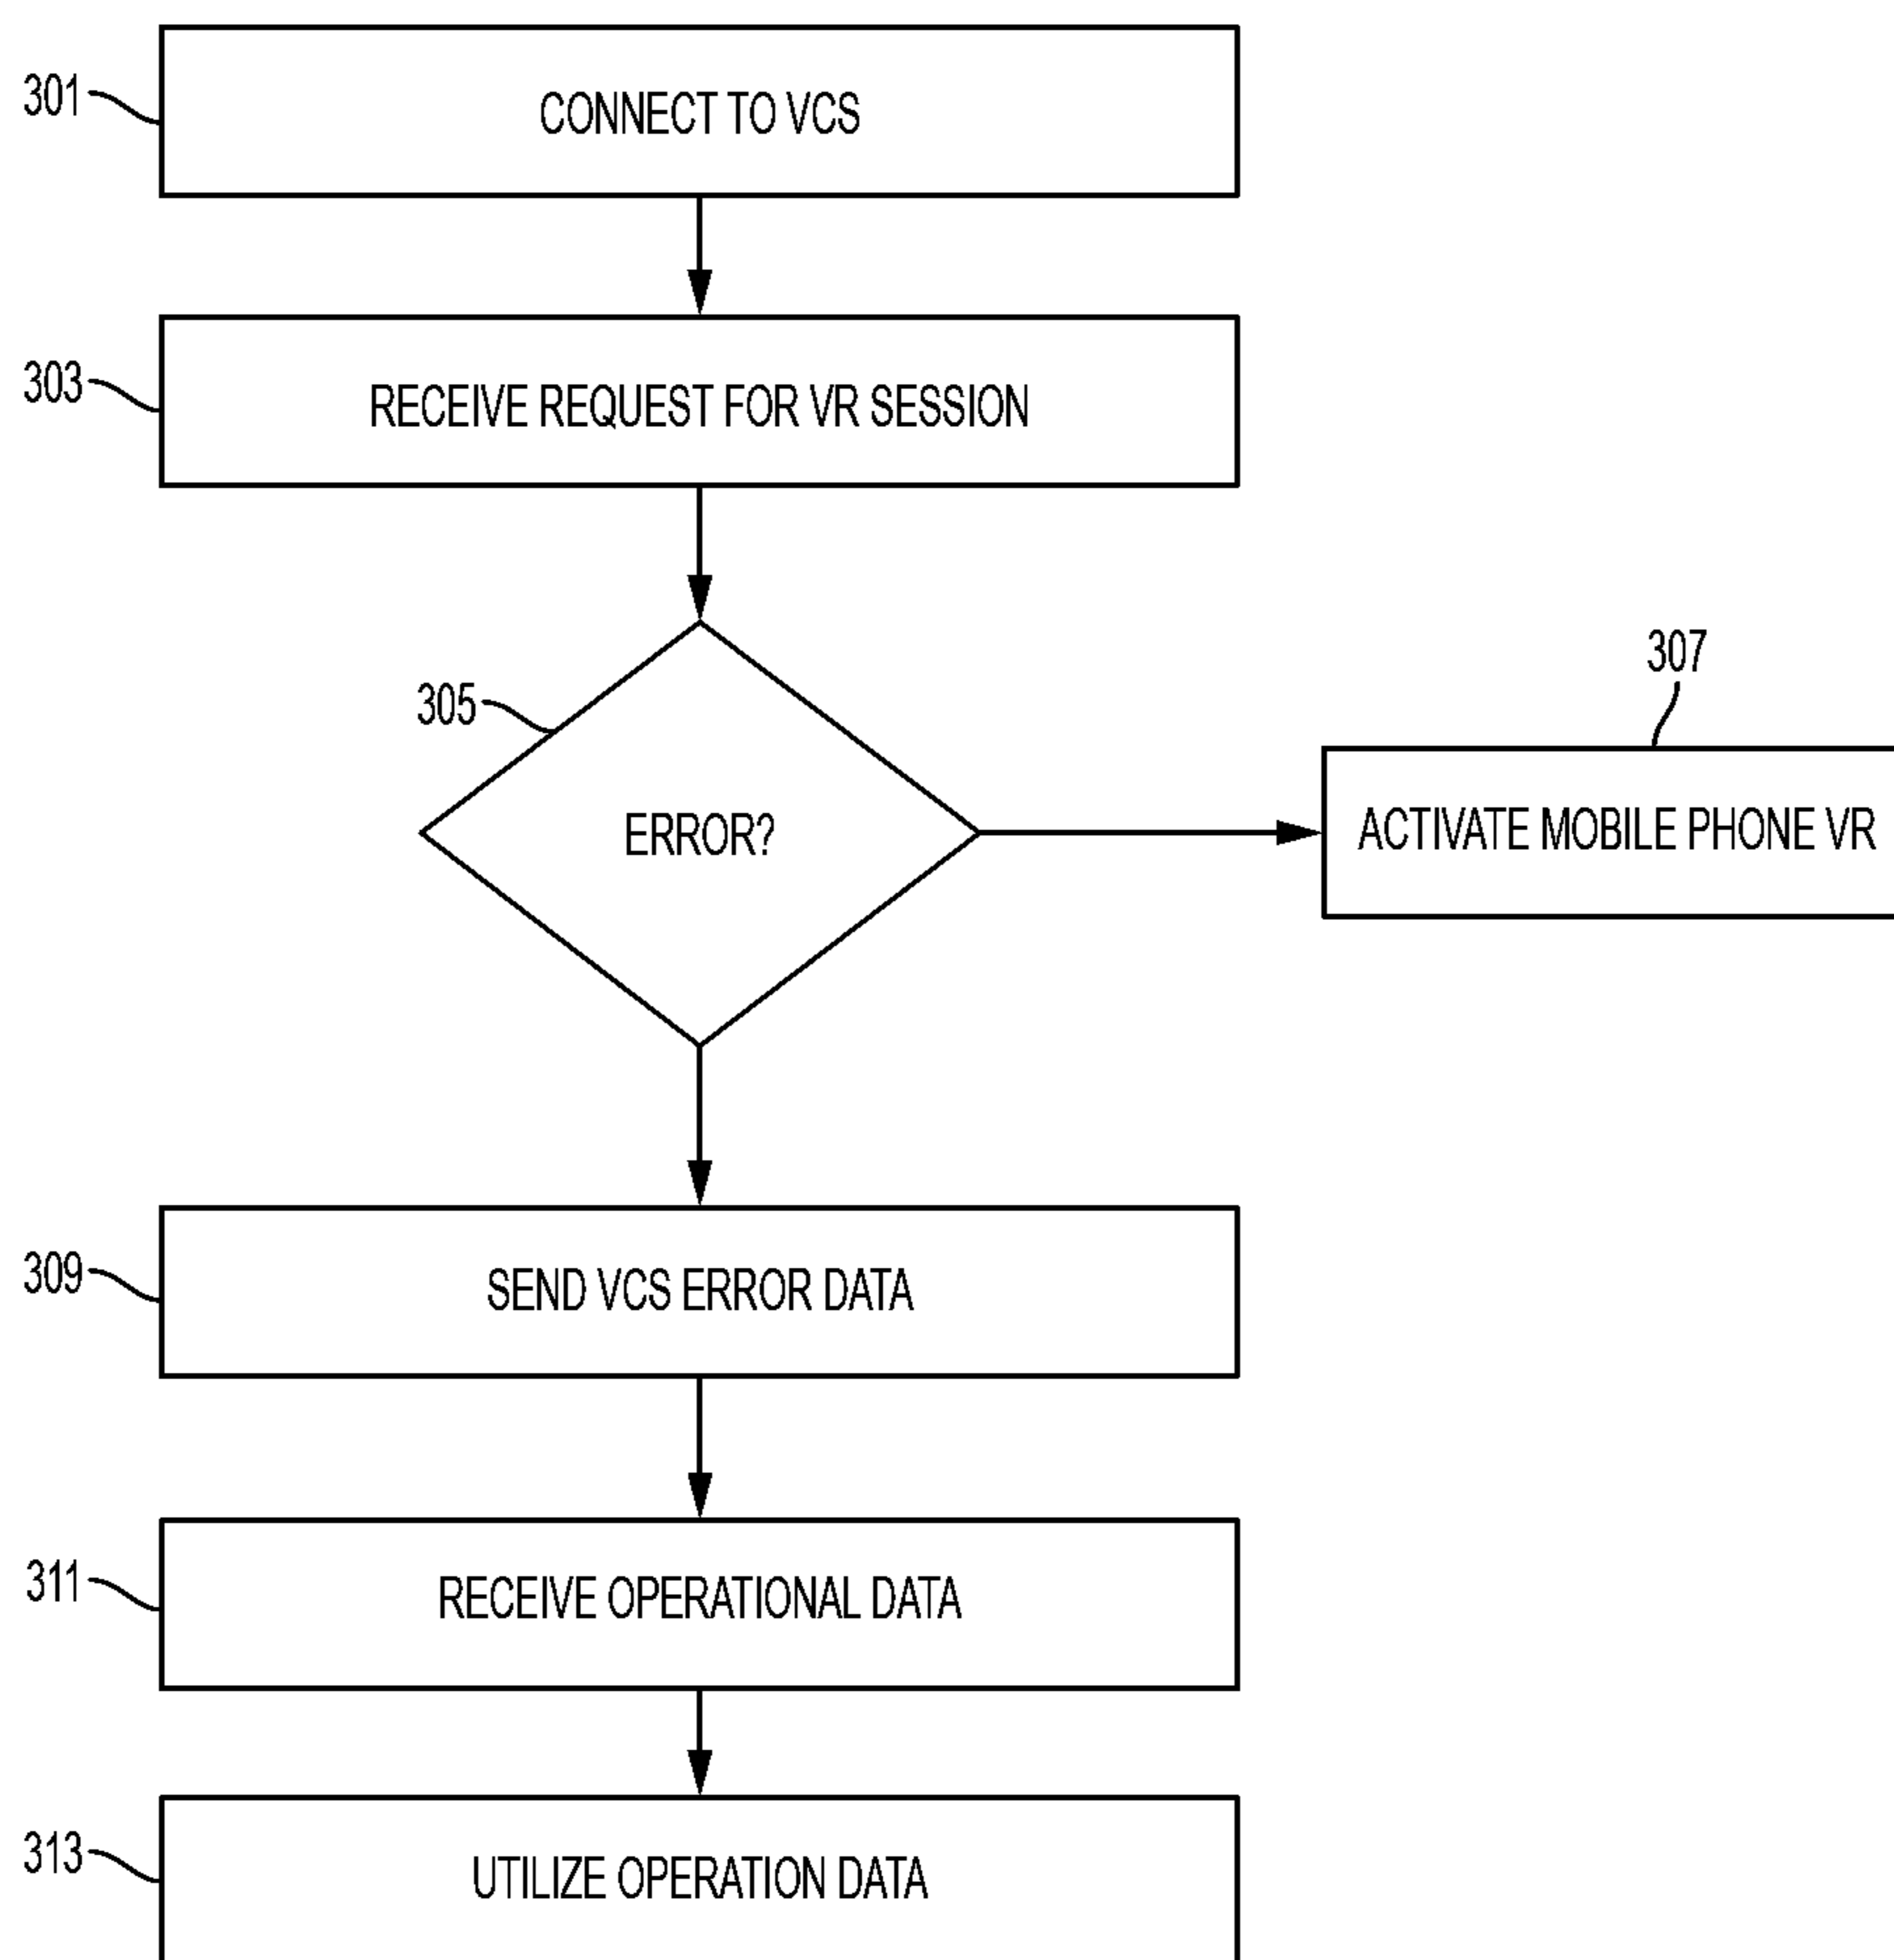 301
CONNECT TO VCS
303
RECEIVE REQUEST FOR VR SESSION
305
ERROR?
307
ACTIVATE MOBILE PHONE VR
309
SEND VCS ERROR DATA
311
RECEIVE OPERATIONAL DATA
313
UTILIZE OPERATION DATA